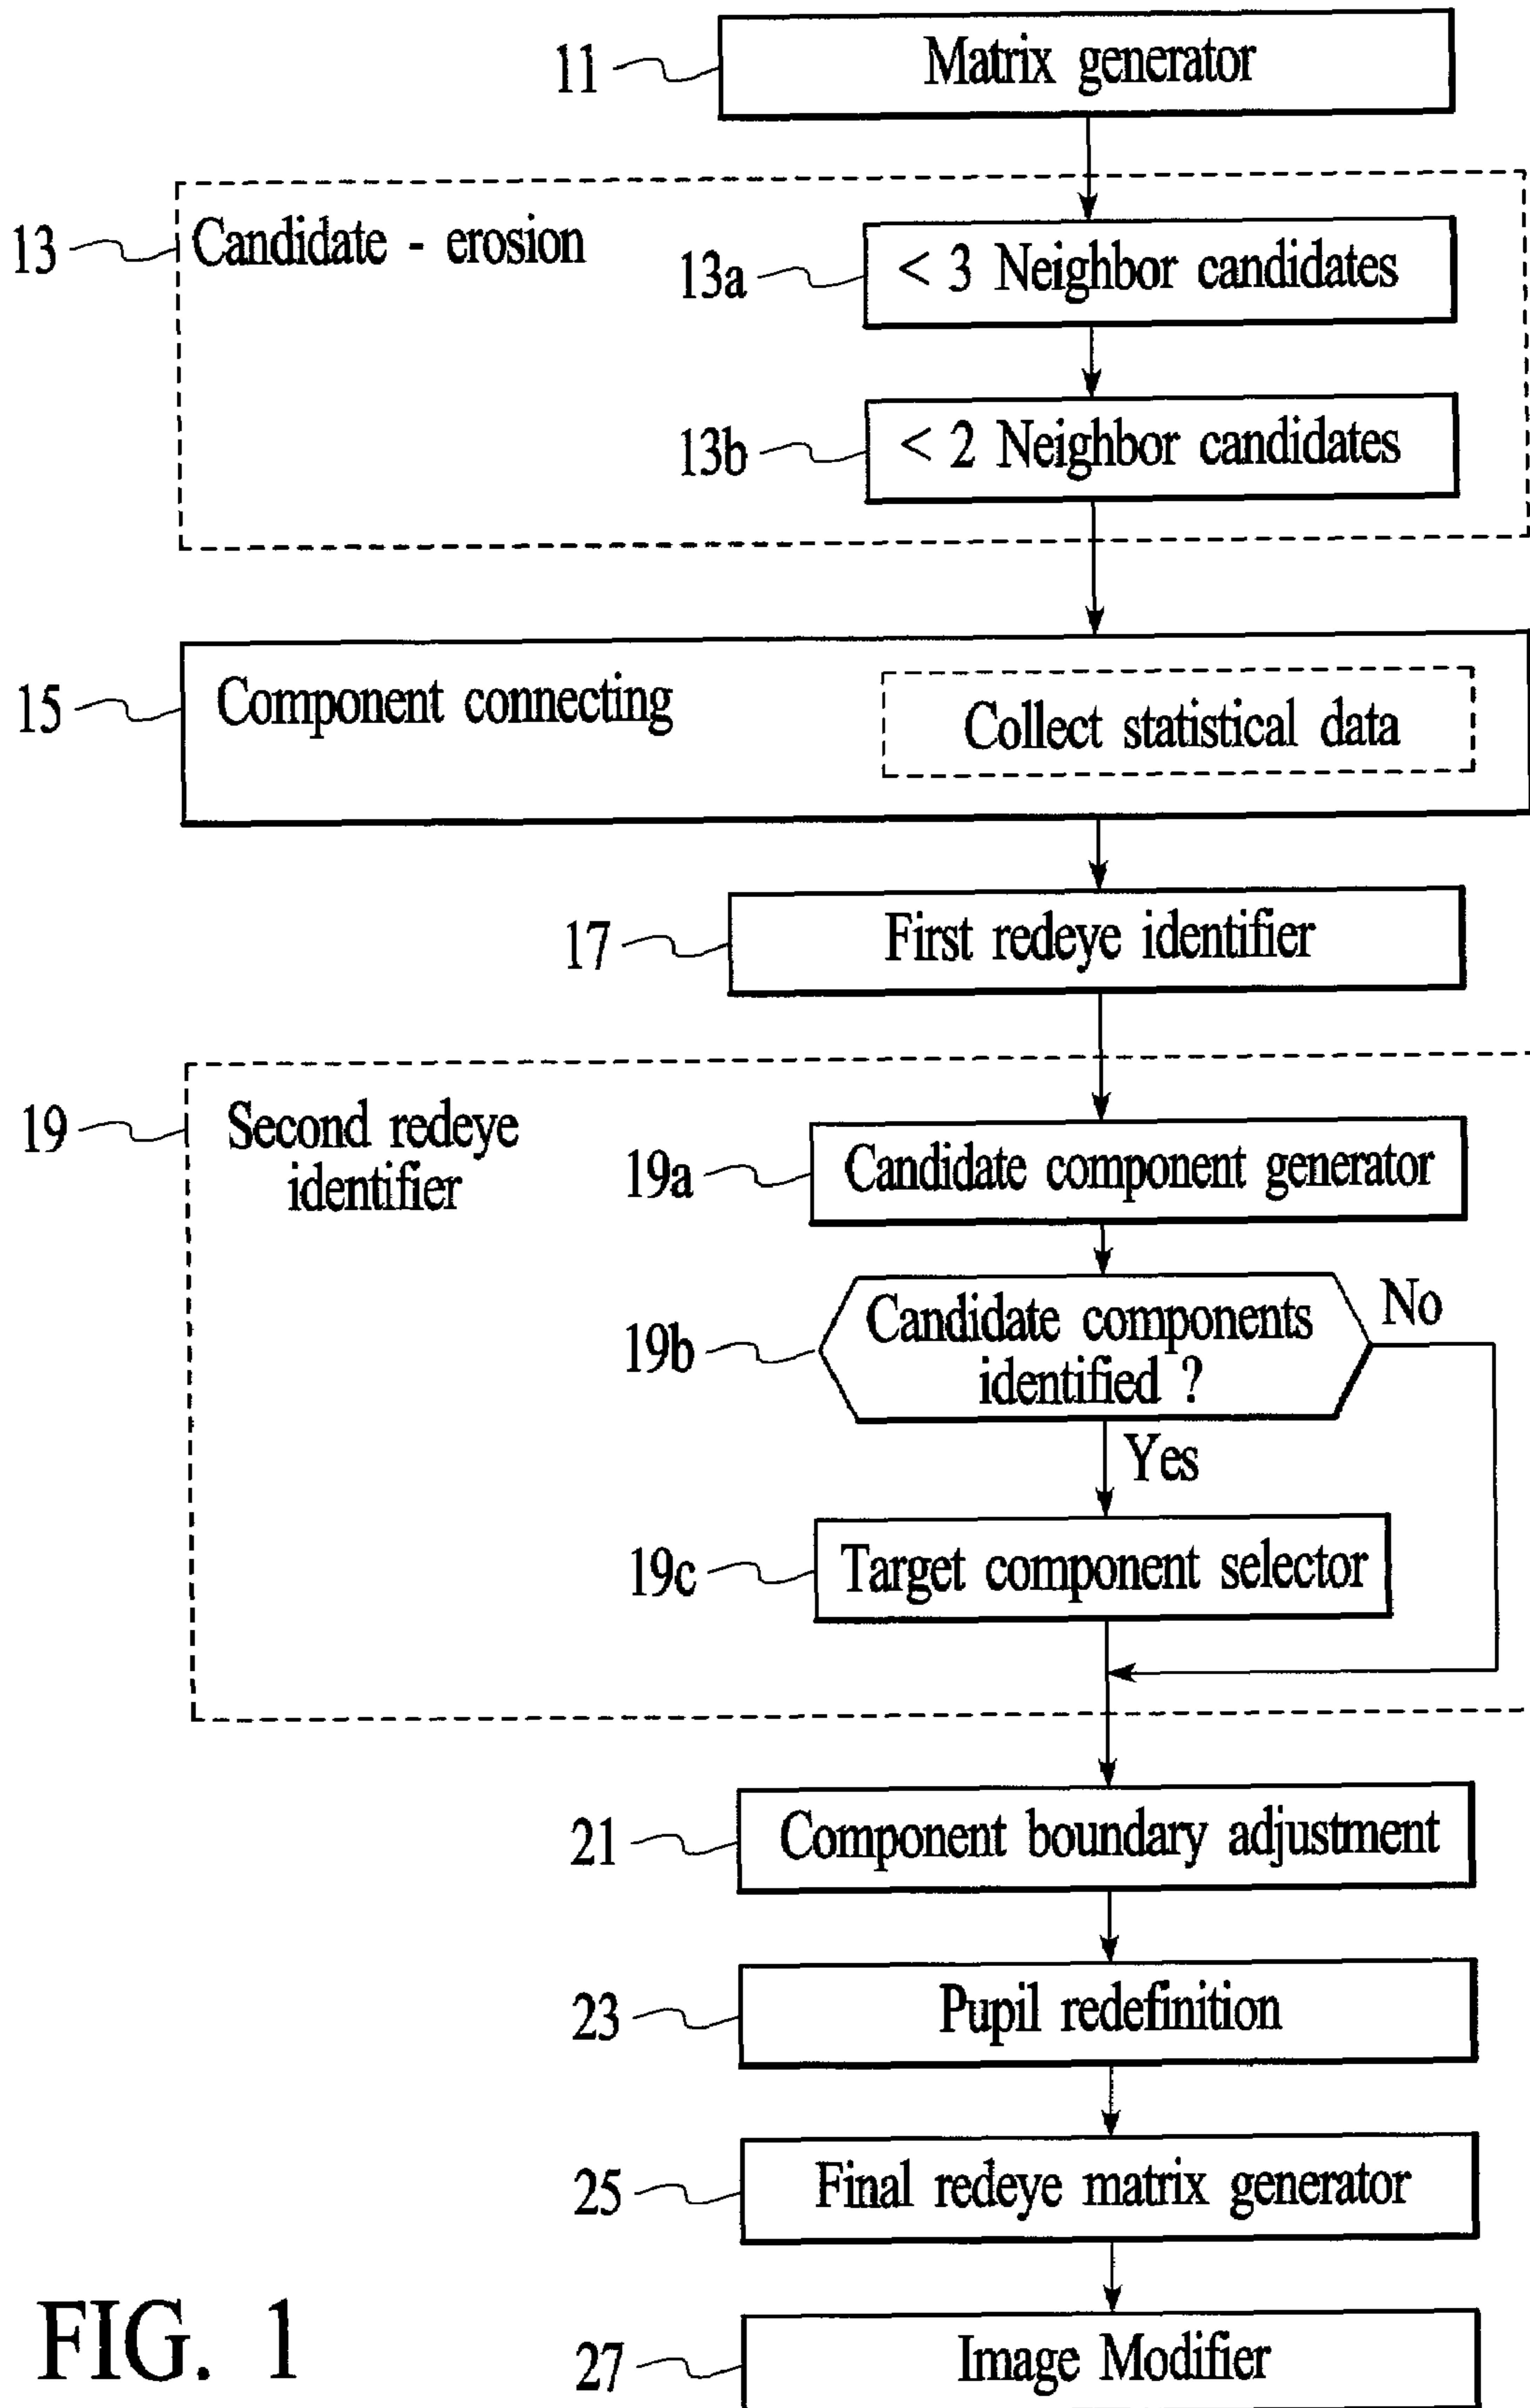 11 Matrix generator
13 Candidate - erosion
13a < 3 Neighbor candidates
13b < 2 Neighbor candidates
15 Component connecting
Collect statistical data
17 First redeye identifier
19 Second redeye
identifier
19a Candidate component generator
19b Candidate components
identified ?
No
Yes
19c Target component selector
21 Component boundary adjustment
23 Pupil redefinition
25 Final redeye matrix generator
27 Image Modifier
FIG. 1